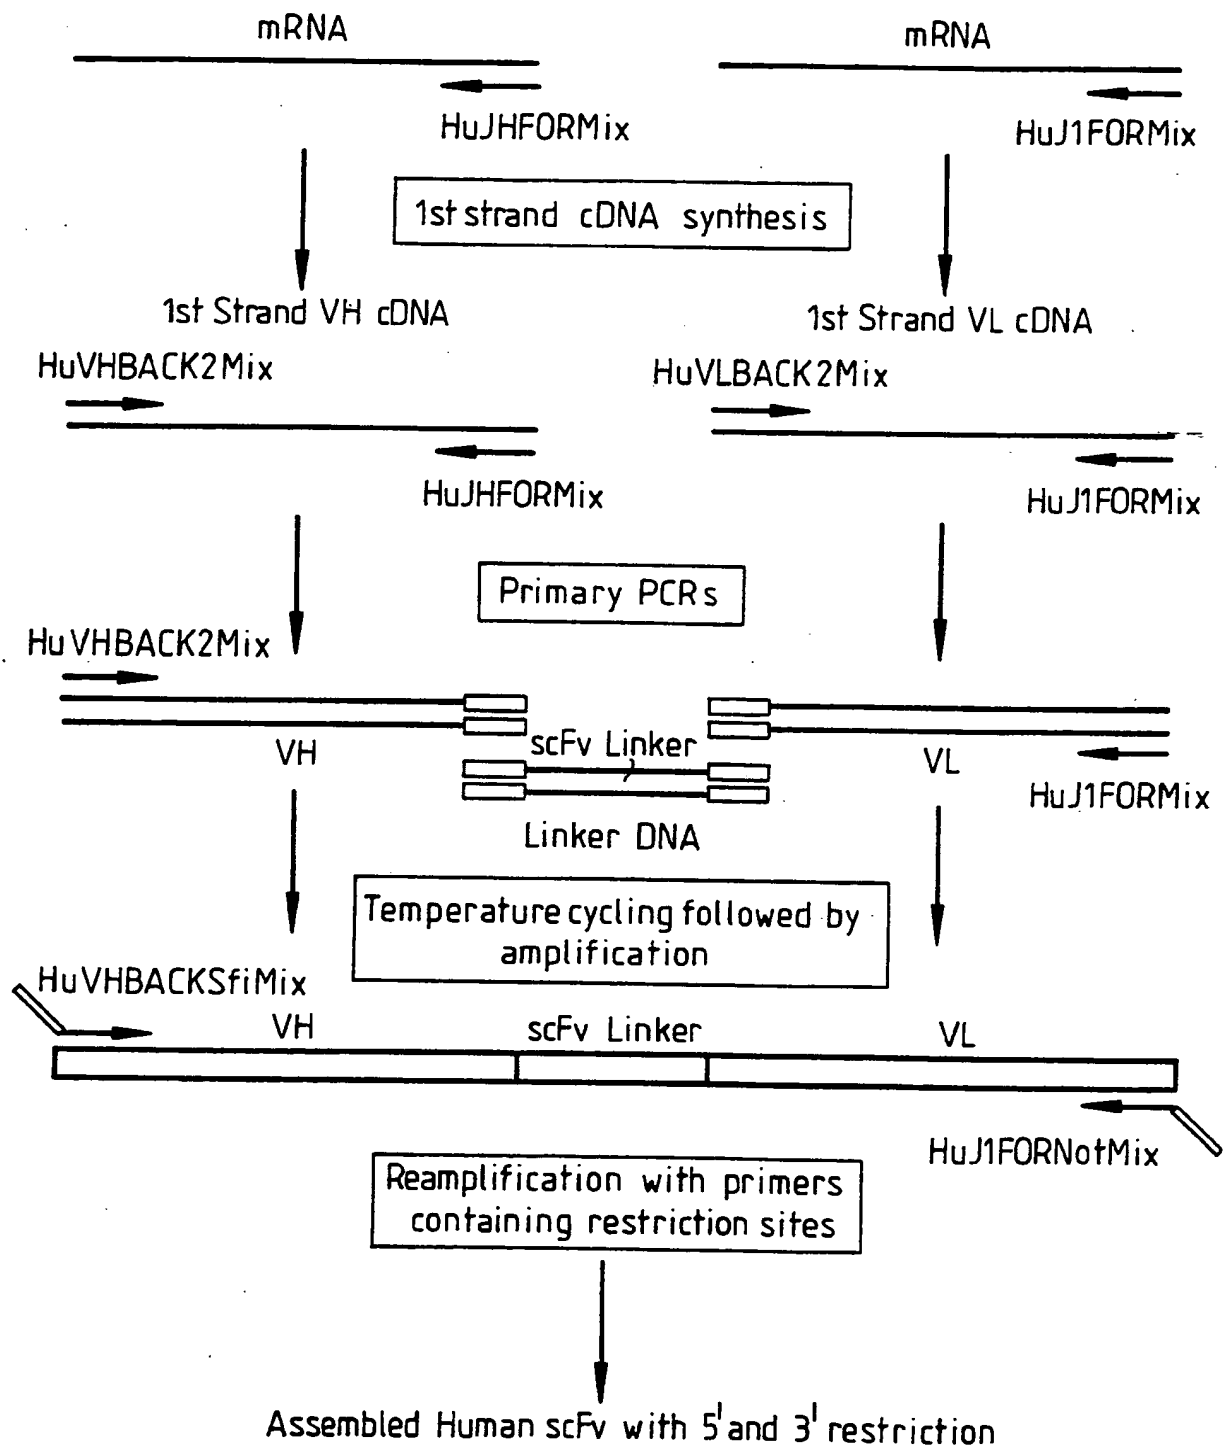 mRNA
mRNA
HuJHFORMix
HuJ1FORMix
1st strand cDNA synthesis
1st Strand VH cDNA
1st Strand VL cDNA
HuVHBACK2Mix
HuVLBACK2Mix
HuJHFORMix
HuJ1FORMix
Primary PCRs
HuVHBACK2Mix
VH
scFv Linker
VL
HuJ1FORMix
Linker DNA
Temperature cycling followed by
amplification
HuVHBACKSfiMix
VH
scFv Linker
VL
HuJ1FORNotMix
Reamplification with primers
containing restriction sites
Assembled Human scFv with 5' and 3' restriction